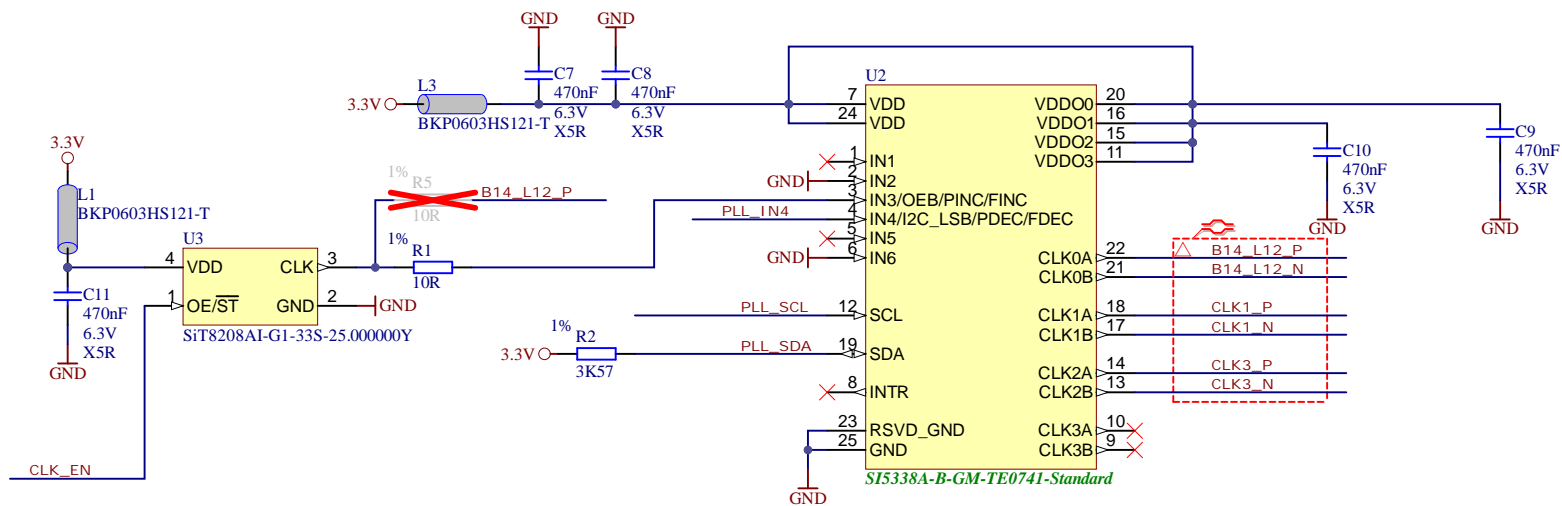 GND
GND
C7
470nF
6.3V
X5R
C8
470nF
6.3V
X5R
L3
3.3V
BKP0603HS121-T
U2
7 VDD
24 VDD
1 IN1
GND 2 IN2
3 IN3/OEB/PINC/FINC
PLL_IN4 4 IN4/I2C_LSB/PDEC/FDEC
5 IN5
GND 6 IN6
PLL_SCL 12 SCL
PLL_SDA 19 SDA
8 INTR
23 RSVD_GND
25 GND
GND
VDDO0 20
VDDO1 16
VDDO2 15
VDDO3 11
CLK0A 22 B14_L12_P
CLK0B 21 B14_L12_N
CLK1A 18 CLK1_P
CLK1B 17 CLK1_N
CLK2A 14 CLK3_P
CLK2B 13 CLK3_N
CLK3A 10
CLK3B 9
SI5338A-B-GM-TE0741-Standard
C10
470nF
6.3V
X5R
GND
C9
470nF
6.3V
X5R
GND
3.3V
L1
BKP0603HS121-T
1%
R5
10R
B14_L12_P
1%
R1
10R
U3
4 VDD
CLK 3
1 OE/ST
GND 2 GND
SiT8208AI-G1-33S-25.000000Y
C11
470nF
6.3V
X5R
GND
1%
R2
3.3V
3K57
CLK_EN